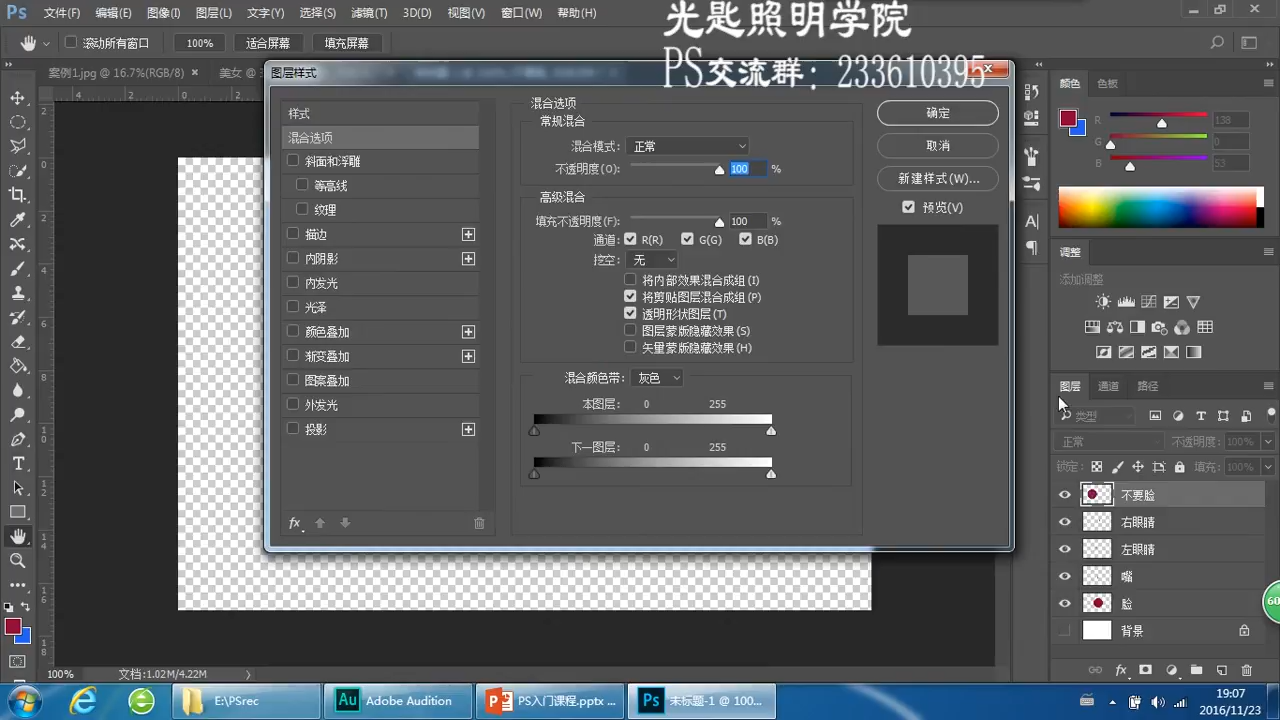 Ps 文件(F) 编辑(E) 图像(I) 图层(L) 文字(Y) 选择(S) 滤镜(T) 3D(D) 视图(V) 窗口(W) 帮助(H)
光匙照明学院
PS交流群：233610395
滚动所有窗口 100% 适合屏幕 填充屏幕
案例1.jpg @ 16.7%(RGB/8) × 美女 @
图层样式
样式
混合选项
斜面和浮雕
等高线
纹理
描边
内阴影
内发光
光泽
颜色叠加
渐变叠加
图案叠加
外发光
投影
fx
混合选项
常规混合
混合模式: 正常
不透明度(O): 100 %
高级混合
填充不透明度(F): 100 %
通道: R(R) G(G) B(B)
挖空: 无
将内部效果混合成组(I)
将剪贴图层混合成组(P)
透明形状图层(T)
图层蒙版隐藏效果(S)
矢量蒙版隐藏效果(H)
混合颜色带: 灰色
本图层: 0 255
下一图层: 0 255
确定
取消
新建样式(W)...
预览(V)
颜色 色板
R 138
G 0
B 53
调整
添加调整
图层 通道 路径
类型
正常 不透明度: 100%
锁定: 填充: 100%
不要脸
右眼睛
左眼睛
嘴
脸
背景
fx
60
100% 文档:1.02M/4.22M
E:\PSrec
Au Adobe Audition
PS入门课程.pptx ...
Ps 未标题-1 @ 100...
19:07
2016/11/23